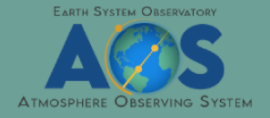 Earth System Observatory
AOS
Atmosphere Observing System